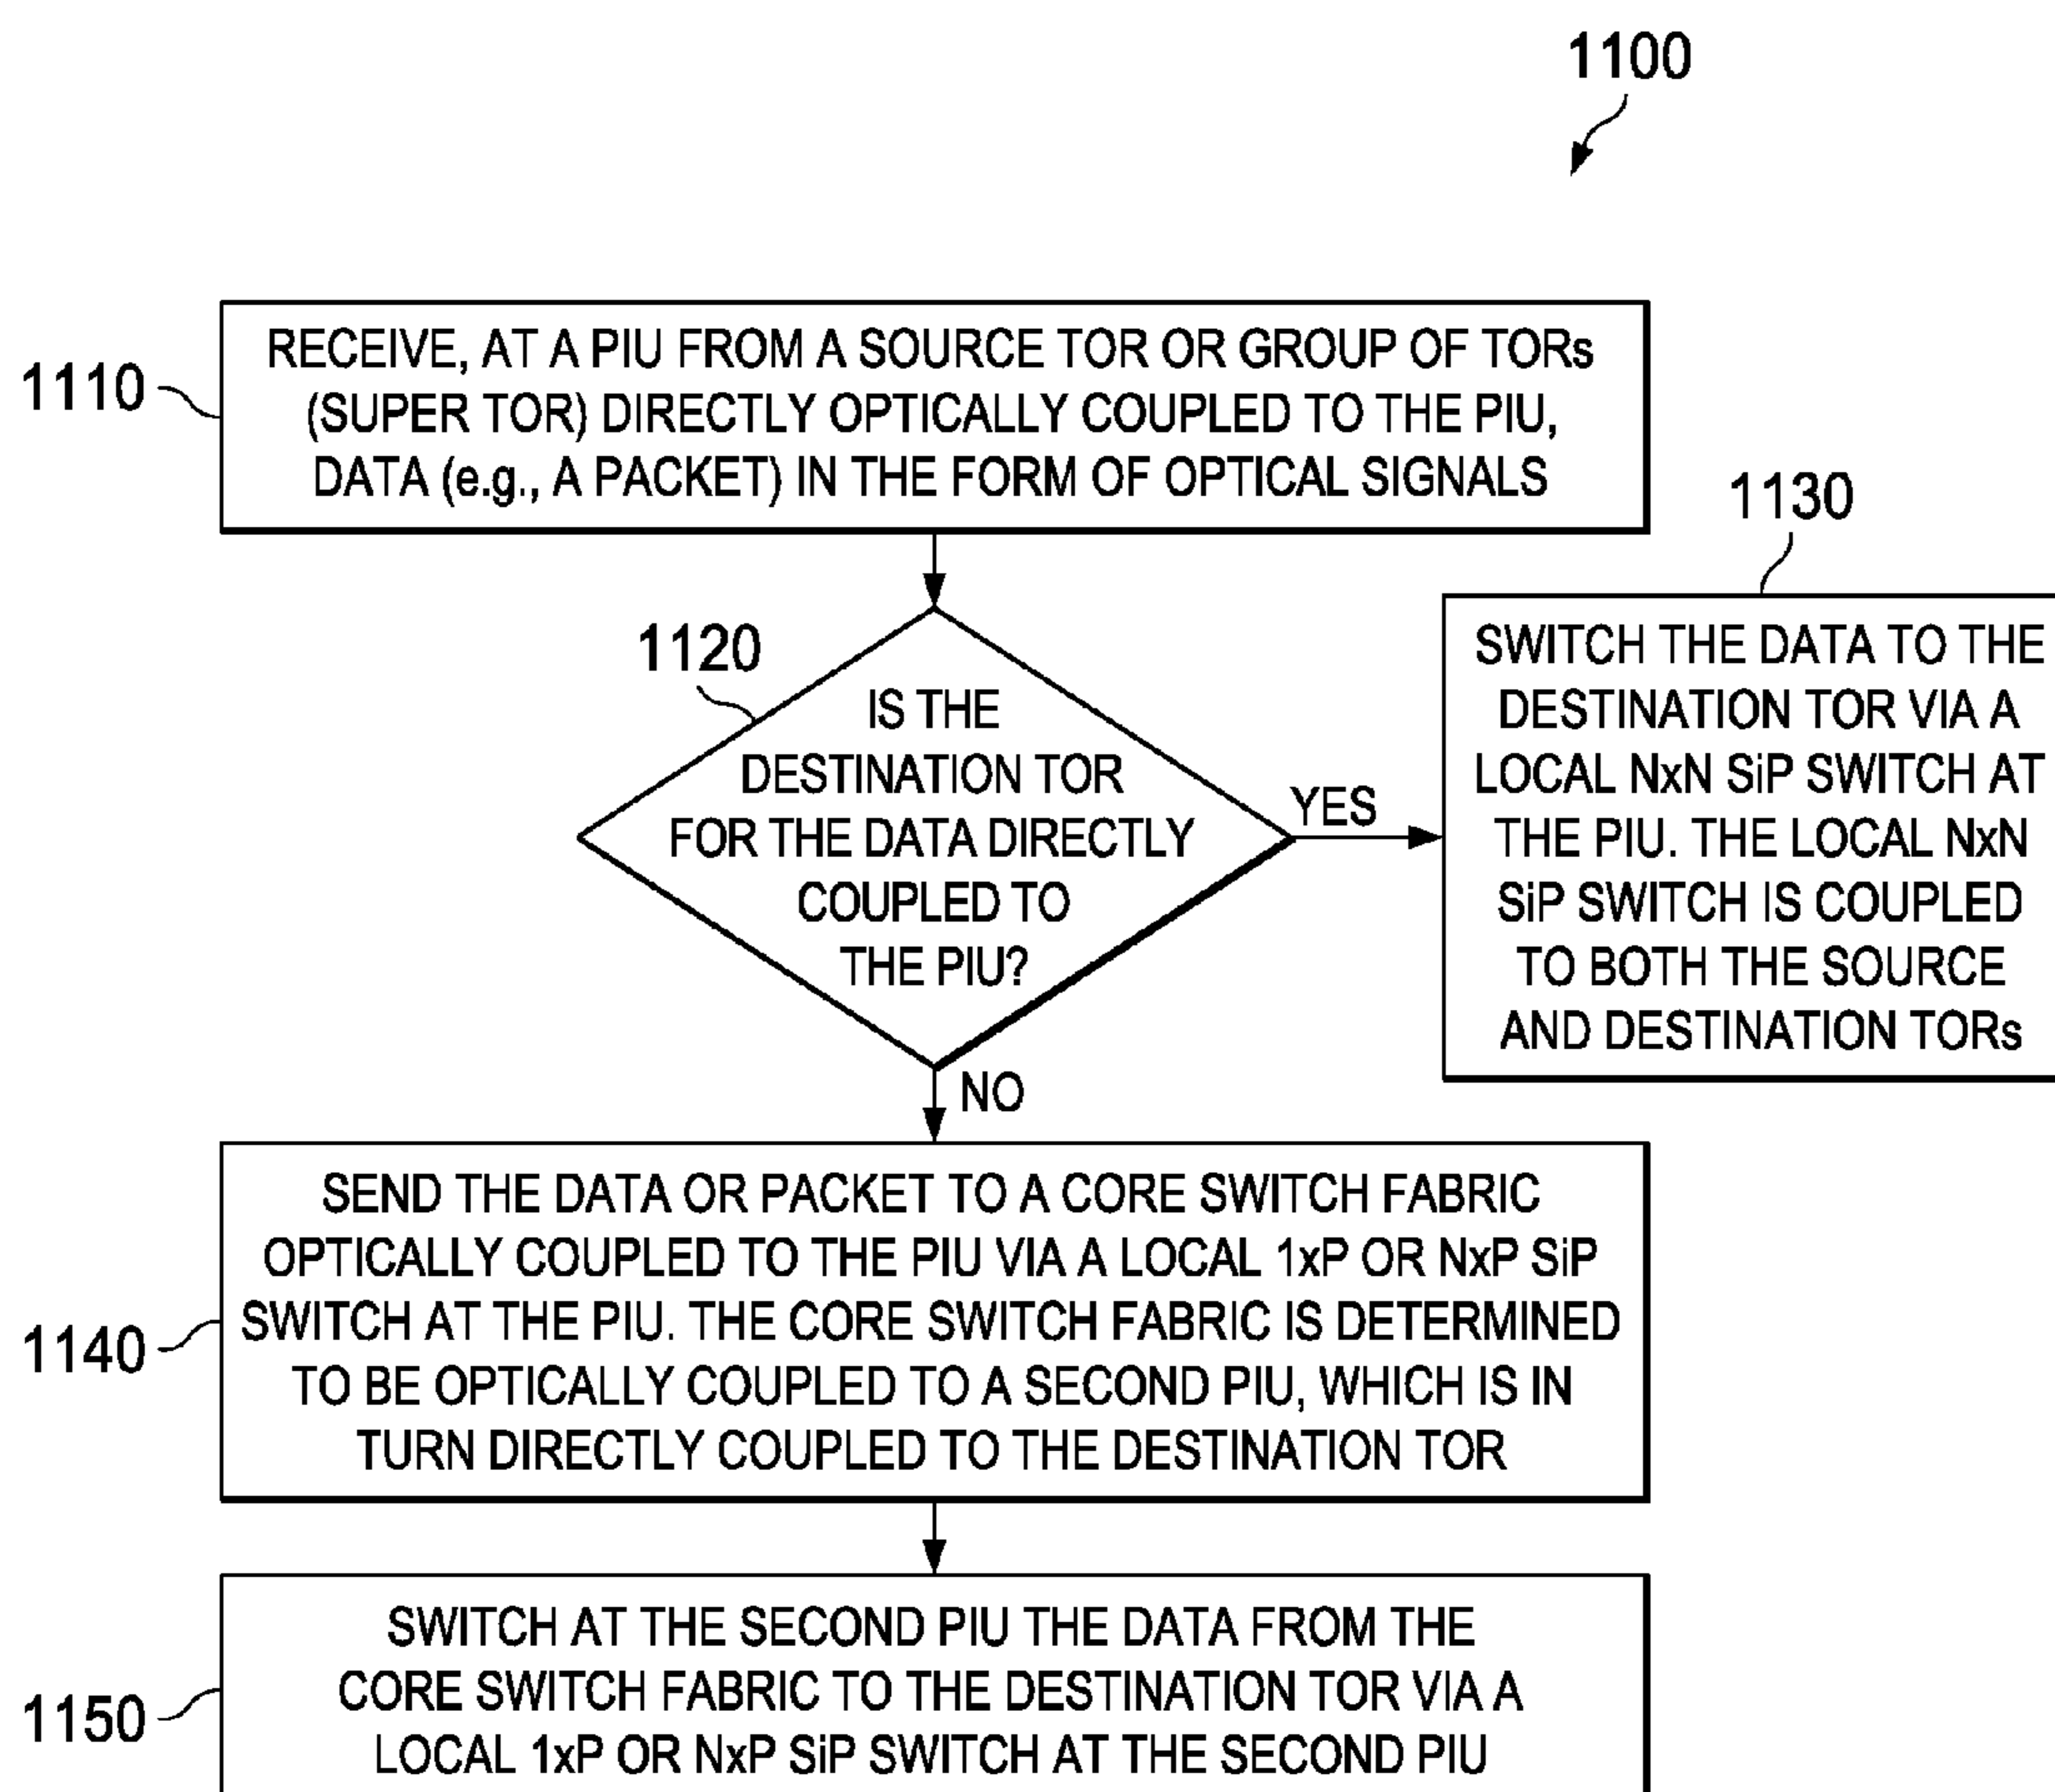 1100
1110
RECEIVE, AT A PIU FROM A SOURCE TOR OR GROUP OF TORs
(SUPER TOR) DIRECTLY OPTICALLY COUPLED TO THE PIU,
DATA (e.g., A PACKET) IN THE FORM OF OPTICAL SIGNALS
1120
IS THE
DESTINATION TOR
FOR THE DATA DIRECTLY
COUPLED TO
THE PIU?
YES
1130
SWITCH THE DATA TO THE
DESTINATION TOR VIA A
LOCAL NxN SiP SWITCH AT
THE PIU. THE LOCAL NxN
SiP SWITCH IS COUPLED
TO BOTH THE SOURCE
AND DESTINATION TORs
NO
1140
SEND THE DATA OR PACKET TO A CORE SWITCH FABRIC
OPTICALLY COUPLED TO THE PIU VIA A LOCAL 1xP OR NxP SiP
SWITCH AT THE PIU. THE CORE SWITCH FABRIC IS DETERMINED
TO BE OPTICALLY COUPLED TO A SECOND PIU, WHICH IS IN
TURN DIRECTLY COUPLED TO THE DESTINATION TOR
1150
SWITCH AT THE SECOND PIU THE DATA FROM THE
CORE SWITCH FABRIC TO THE DESTINATION TOR VIA A
LOCAL 1xP OR NxP SiP SWITCH AT THE SECOND PIU